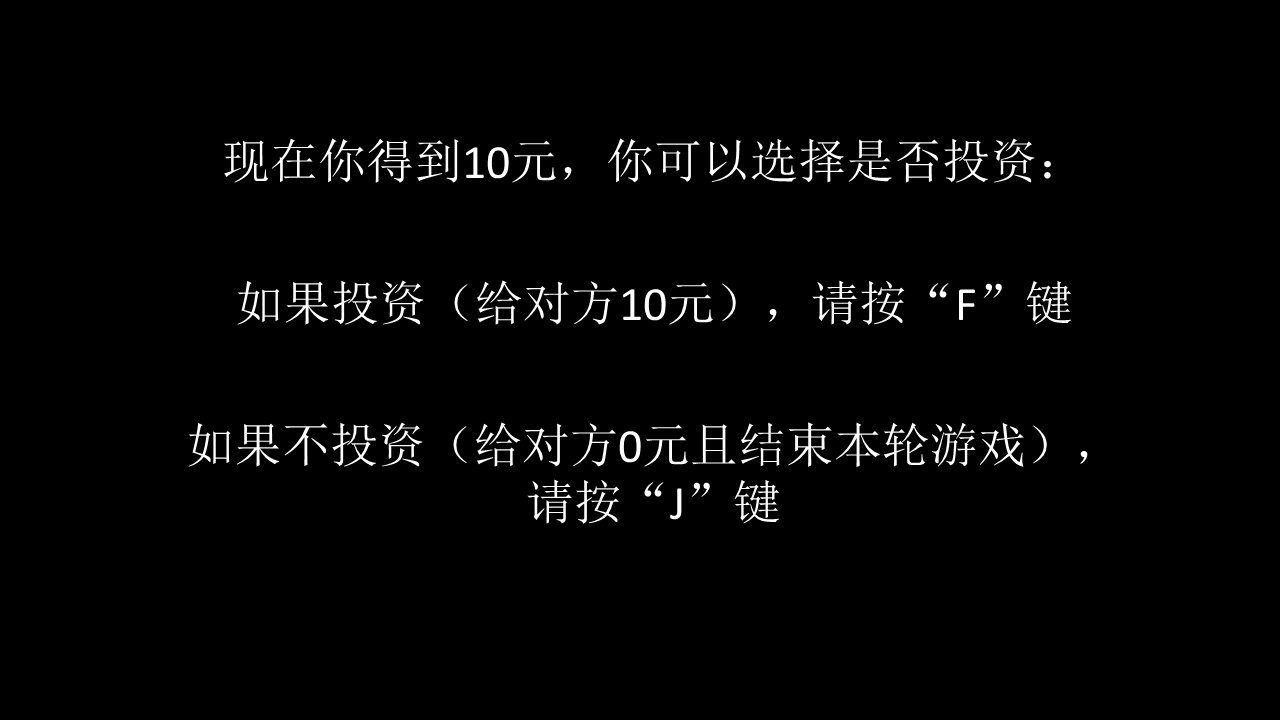 现在你得到10元，你可以选择是否投资：
如果投资（给对方10元），请按“F”键
如果不投资（给对方0元且结束本轮游戏），
请按“J”键